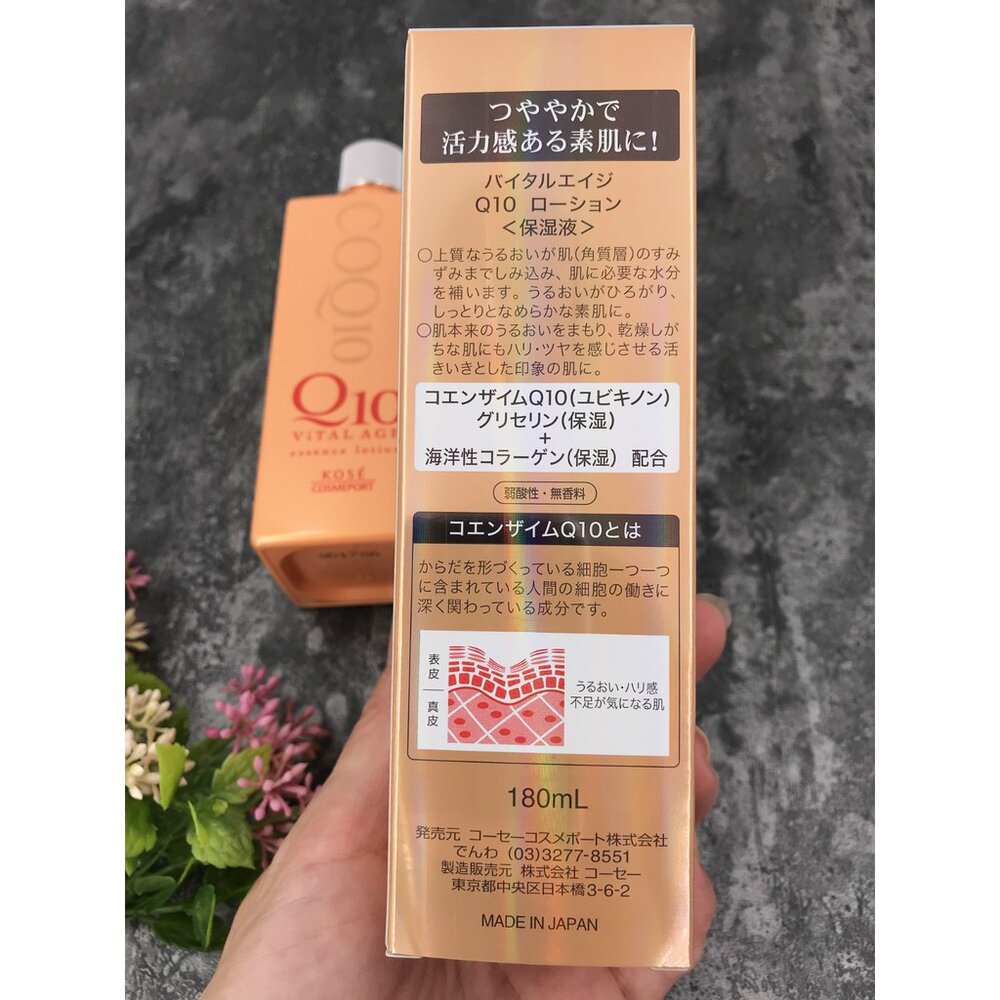 つややかで
活力感ある素肌に!
バイタルエイジ
Q10 ローション
<保湿液>
○上質なうるおいが肌(角質層)のすみ
ずみまでしみ込み、肌に必要な水分
を補います。うるおいがひろがり、
しっとりとなめらかな素肌に。
○肌本来のうるおいをまもり、乾燥しが
ちな肌にもハリ・ツヤを感じさせる活
きいきとした印象の肌に。
コエンザイムQ10(ユビキノン)
グリセリン(保湿)
+
海洋性コラーゲン(保湿) 配合
弱酸性・無香料
コエンザイムQ10とは
からだを形づくっている細胞一つ一つ
に含まれている人間の細胞の働きに
深く関わっている成分です。
表皮
真皮
うるおい・ハリ感
不足が気になる肌
180mL
発売元 コーセーコスメポート株式会社
でんわ (03)3277-8551
製造販売元 株式会社 コーセー
東京都中央区日本橋3-6-2
MADE IN JAPAN
COQ10
Q10
VITAL AGE
essence lotion
KOSÉ
COSMEPORT